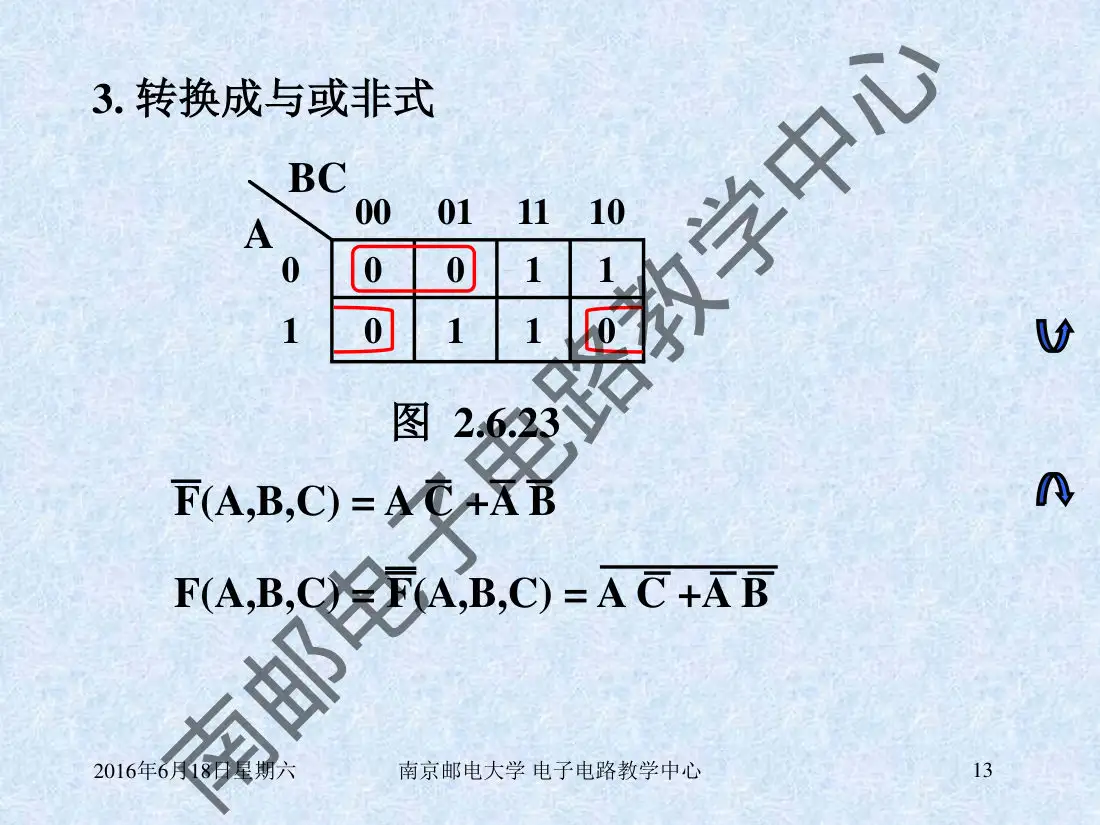 3. 转换成与或非式
BC
00 01 11 10
A
0 0 0 1 1
1 0 1 1 0
图 2.6.23
F̅(A,B,C) = A C̅ + A̅ B̅
F(A,B,C) = F̿(A,B,C) = \overline{A C̅ + A̅ B̅}
南邮电子电路教学中心
2016年6月18日星期六 南京邮电大学 电子电路教学中心 13